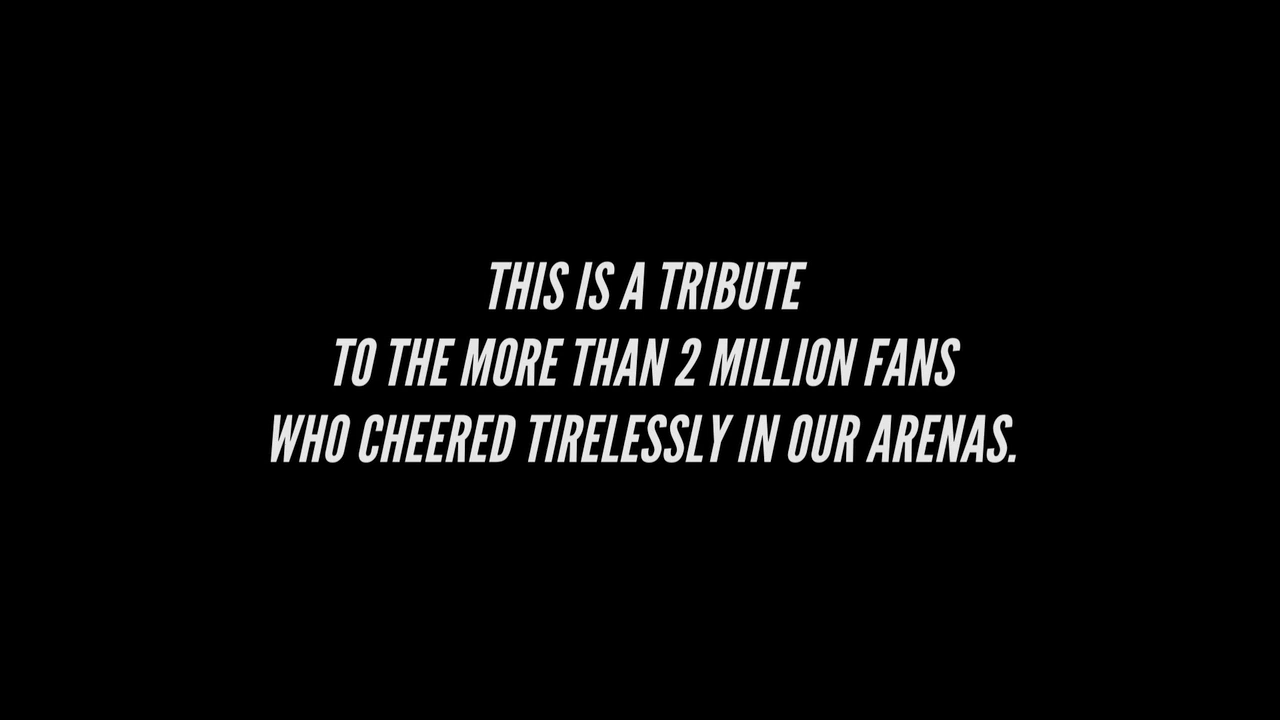 THIS IS A TRIBUTE
TO THE MORE THAN 2 MILLION FANS
WHO CHEERED TIRELESSLY IN OUR ARENAS.